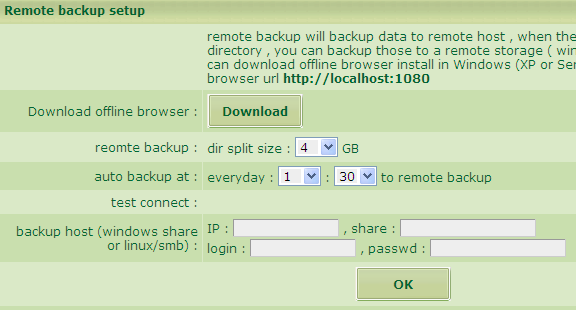 Remote backup setup
remote backup will backup data to remote host , when the
directory , you can backup those to a remote storage ( win
can download offline browser install in Windows (XP or Ser
browser url http://localhost:1080
Download offline browser : Download
reomte backup : dir split size : 4 GB
auto backup at : everyday : 1 : 30 to remote backup
test connect :
backup host (windows share
or linux/smb) :
IP : , share :
login : , passwd :
OK